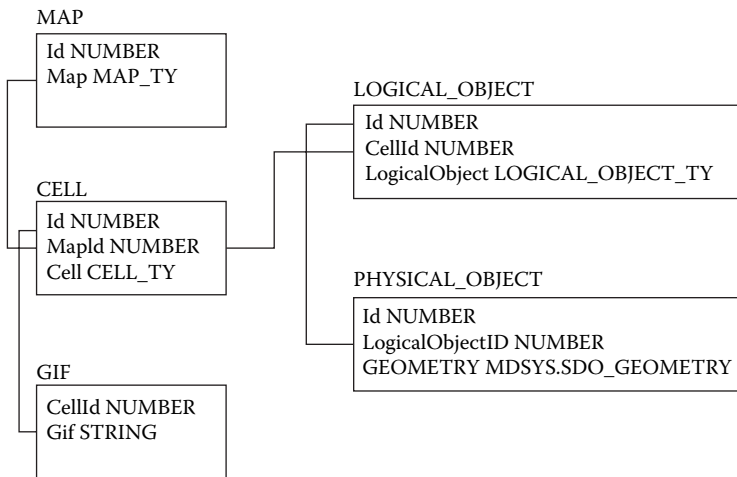 MAP
Id NUMBER
Map MAP_TY
CELL
Id NUMBER
MapId NUMBER
Cell CELL_TY
GIF
CellId NUMBER
Gif STRING
LOGICAL_OBJECT
Id NUMBER
CellId NUMBER
LogicalObject LOGICAL_OBJECT_TY
PHYSICAL_OBJECT
Id NUMBER
LogicalObjectID NUMBER
GEOMETRY MDSYS.SDO_GEOMETRY